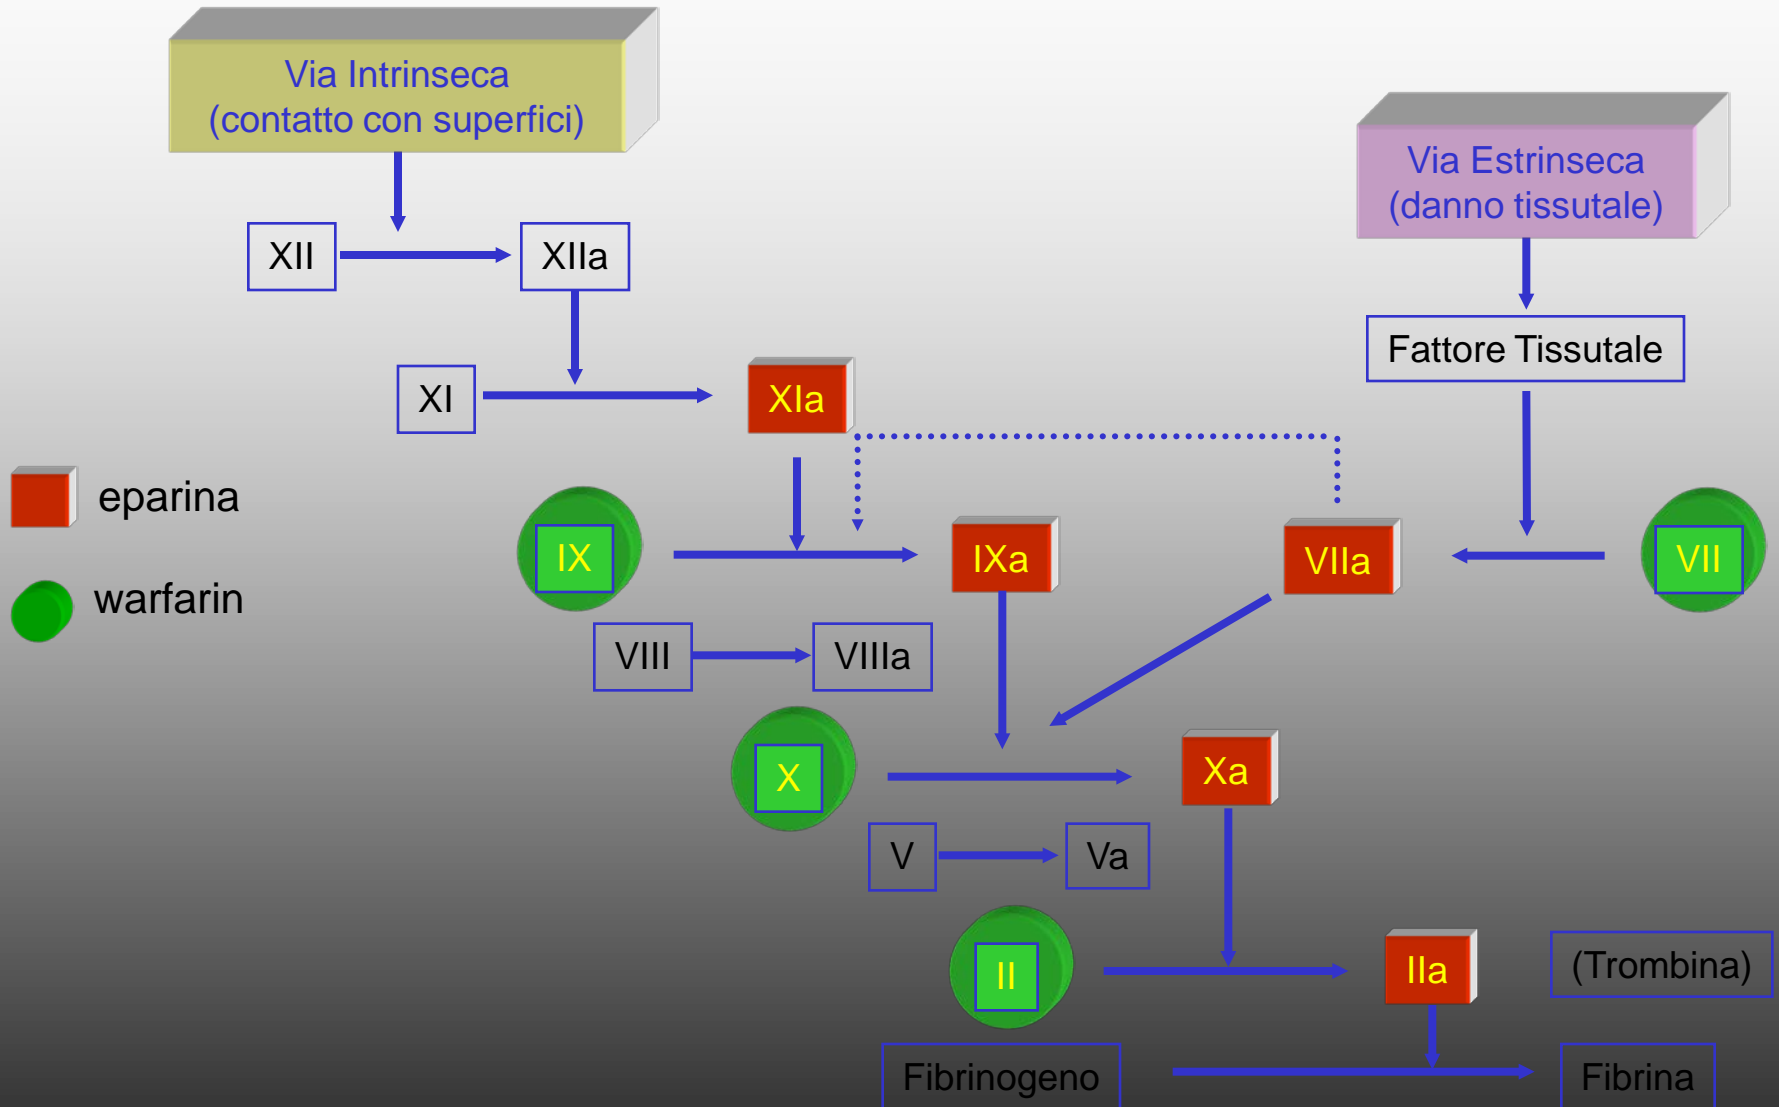 Via Intrinseca
(contatto con superfici)
Via Estrinseca
(danno tissutale)
XII
XIIa
Fattore Tissutale
XI
XIa
eparina
IX
IXa
VIIa
VII
warfarin
VIII
VIIIa
X
Xa
V
Va
II
IIa
(Trombina)
Fibrinogeno
Fibrina